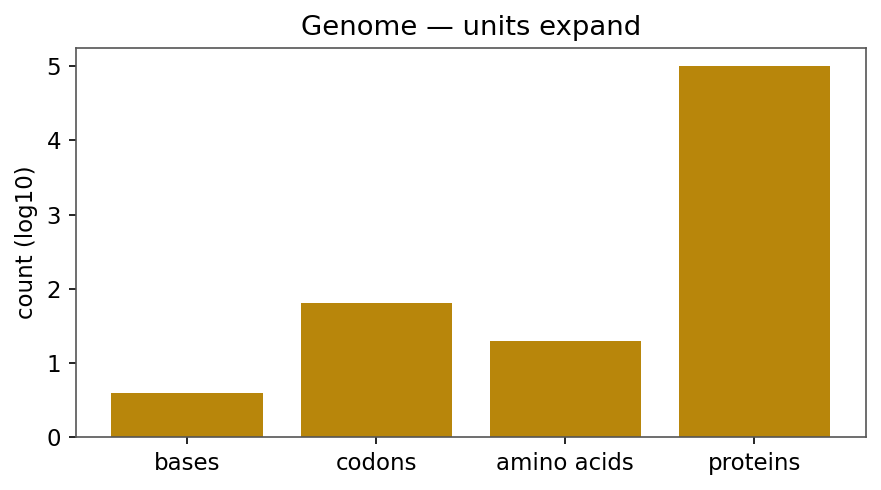 Genome — units expand
count (log10)
5
4
3
2
1
0
bases codons amino acids proteins